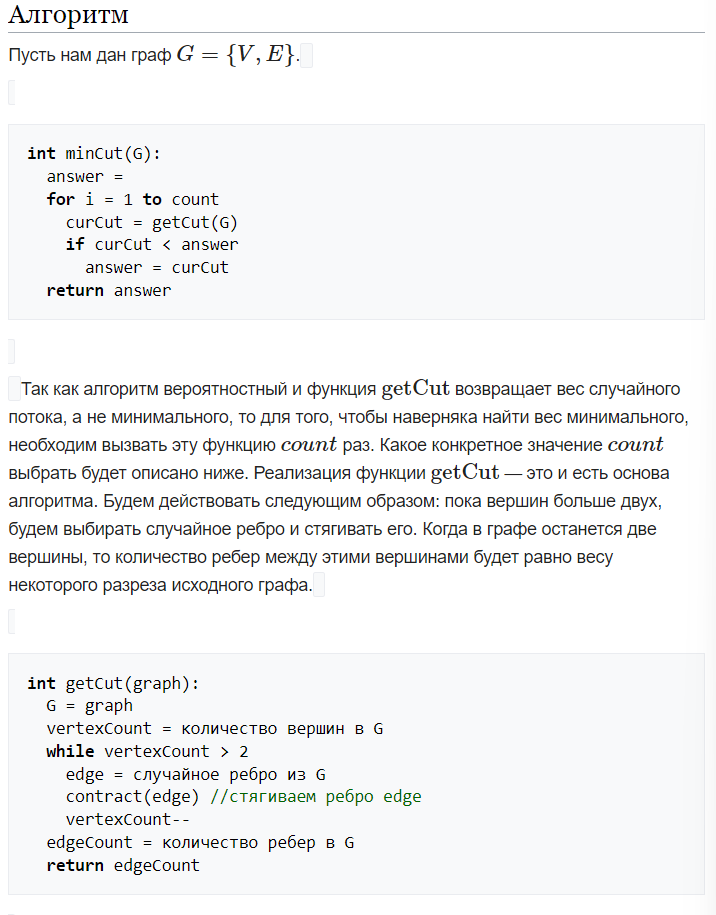 Алгоритм
Пусть нам дан граф G = {V, E}.
int minCut(G):
answer =
for i = 1 to count
curCut = getCut(G)
if curCut < answer
answer = curCut
return answer
Так как алгоритм вероятностный и функция getCut возвращает вес случайного
потока, а не минимального, то для того, чтобы наверняка найти вес минимального,
необходим вызвать эту функцию count раз. Какое конкретное значение count
выбрать будет описано ниже. Реализация функции getCut — это и есть основа
алгоритма. Будем действовать следующим образом: пока вершин больше двух,
будем выбирать случайное ребро и стягивать его. Когда в графе останется две
вершины, то количество ребер между этими вершинами будет равно весу
некоторого разреза исходного графа.
int getCut(graph):
G = graph
vertexCount = количество вершин в G
while vertexCount > 2
edge = случайное ребро из G
contract(edge) //стягиваем ребро edge
vertexCount--
edgeCount = количество ребер в G
return edgeCount